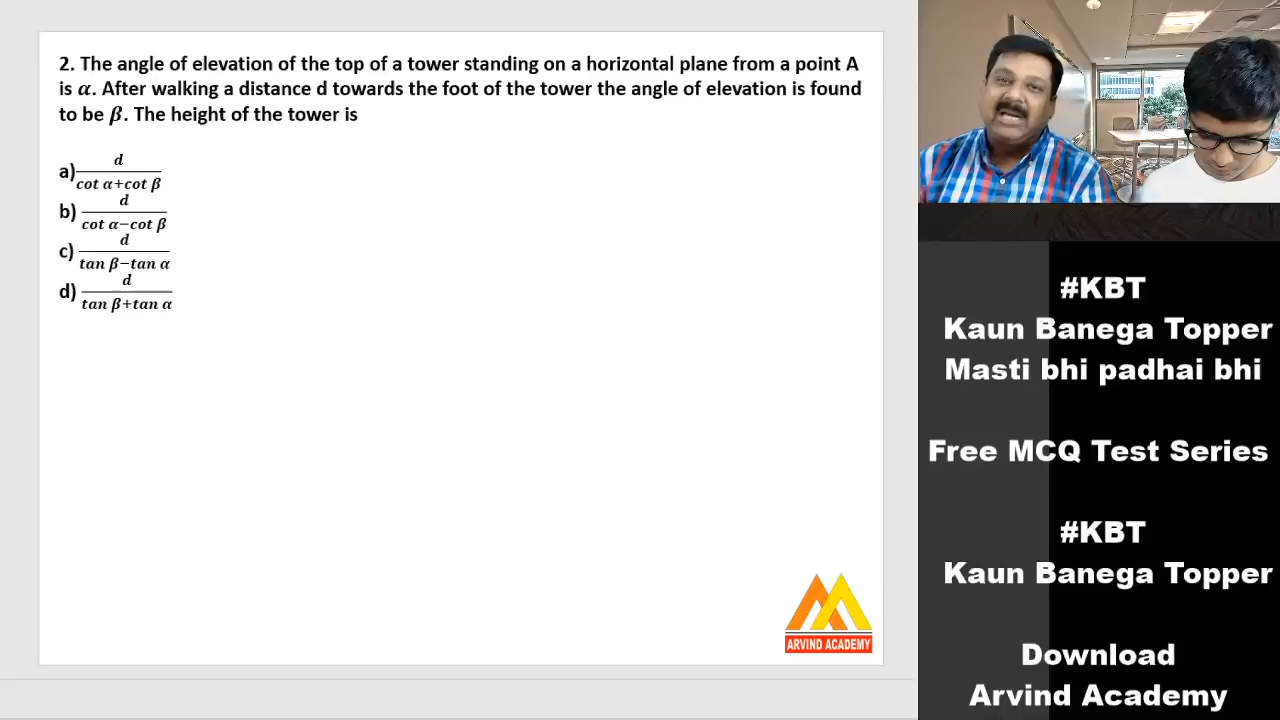 2. The angle of elevation of the top of a tower standing on a horizontal plane from a point A
is α. After walking a distance d towards the foot of the tower the angle of elevation is found
to be β. The height of the tower is
a) d/(cot α+cot β)
b) d/(cot α−cot β)
c) d/(tan β−tan α)
d) d/(tan β+tan α)
ARVIND ACADEMY
#KBT
Kaun Banega Topper
Masti bhi padhai bhi
Free MCQ Test Series
#KBT
Kaun Banega Topper
Download
Arvind Academy